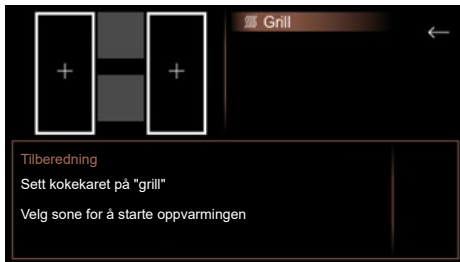 Grill
Tilberedning
Sett kokekaret på "grill"
Velg sone for å starte oppvarmingen